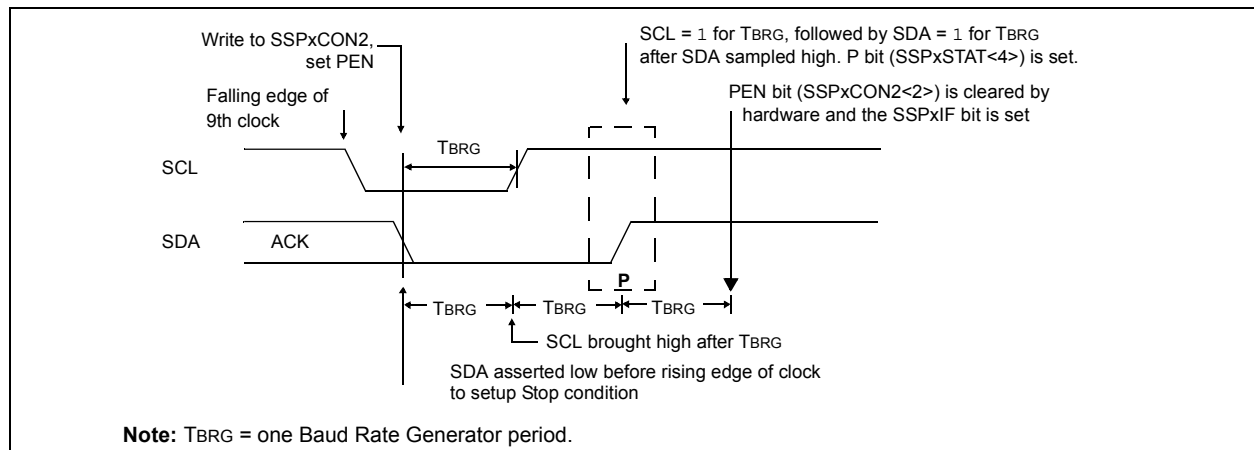 Write to SSPxCON2,
set PEN
SCL = 1 for TBRG, followed by SDA = 1 for TBRG
after SDA sampled high. P bit (SSPxSTAT<4>) is set.
Falling edge of
9th clock
PEN bit (SSPxCON2<2>) is cleared by
hardware and the SSPxIF bit is set
TBRG
SCL
SDA
ACK
P
TBRG
TBRG
TBRG
SCL brought high after TBRG
SDA asserted low before rising edge of clock
to setup Stop condition
Note: TBRG = one Baud Rate Generator period.